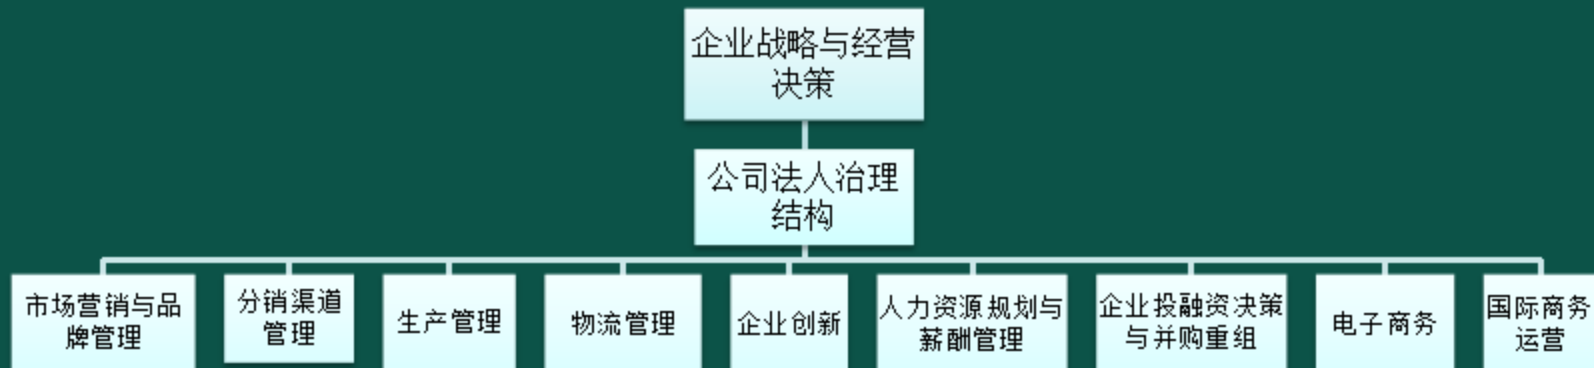 企业战略与经营
决策
公司法人治理
结构
市场营销与品
牌管理
分销渠道
管理
生产管理
物流管理
企业创新
人力资源规划与
薪酬管理
企业投融资决策
与并购重组
电子商务
国际商务
运营